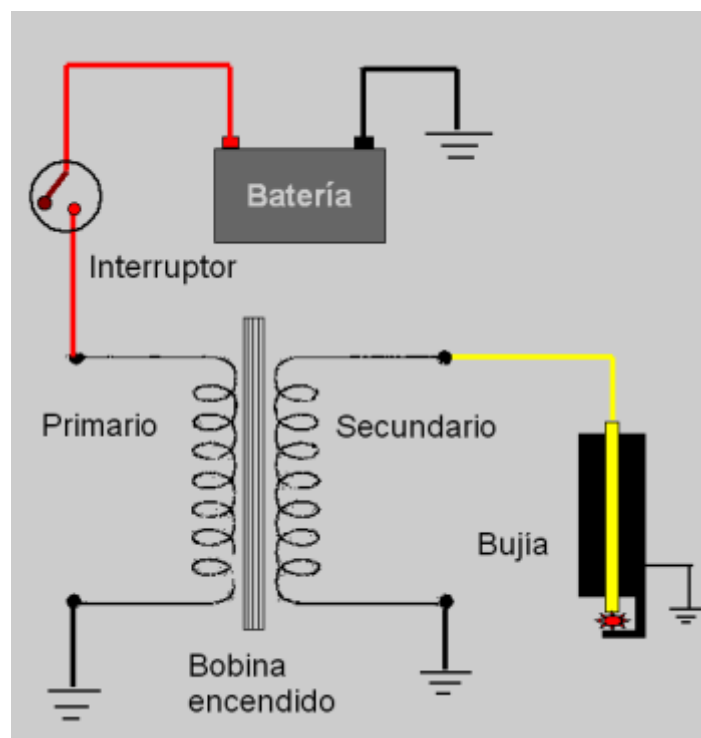 Batería
Interruptor
Primario
Secundario
Bujía
Bobina
encendido